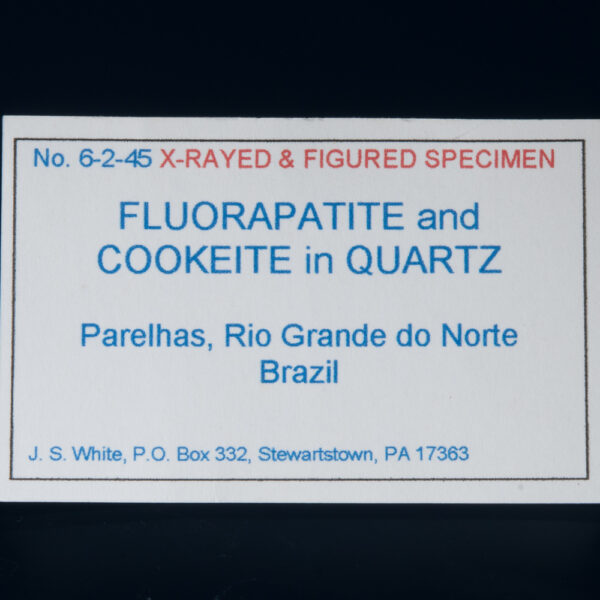 No. 6-2-45 X-RAYED & FIGURED SPECIMEN
FLUORAPATITE and
COOKEITE in QUARTZ
Parelhas, Rio Grande do Norte
Brazil
J. S. White, P.O. Box 332, Stewartstown, PA 17363